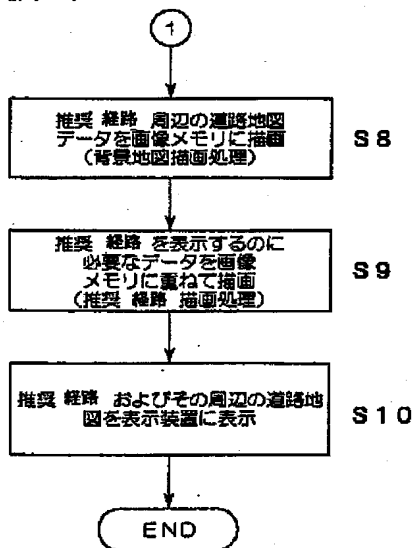 1
推奨 経路 周辺の道路地図
データを画像メモリに描画
(背景地図描画処理)
S8
推奨 経路 を表示するのに
必要なデータを画像
メモリに重ねて描画
(推奨 経路 描画処理)
S9
推奨 経路 およびその周辺の道路地
図を表示装置に表示
S10
END